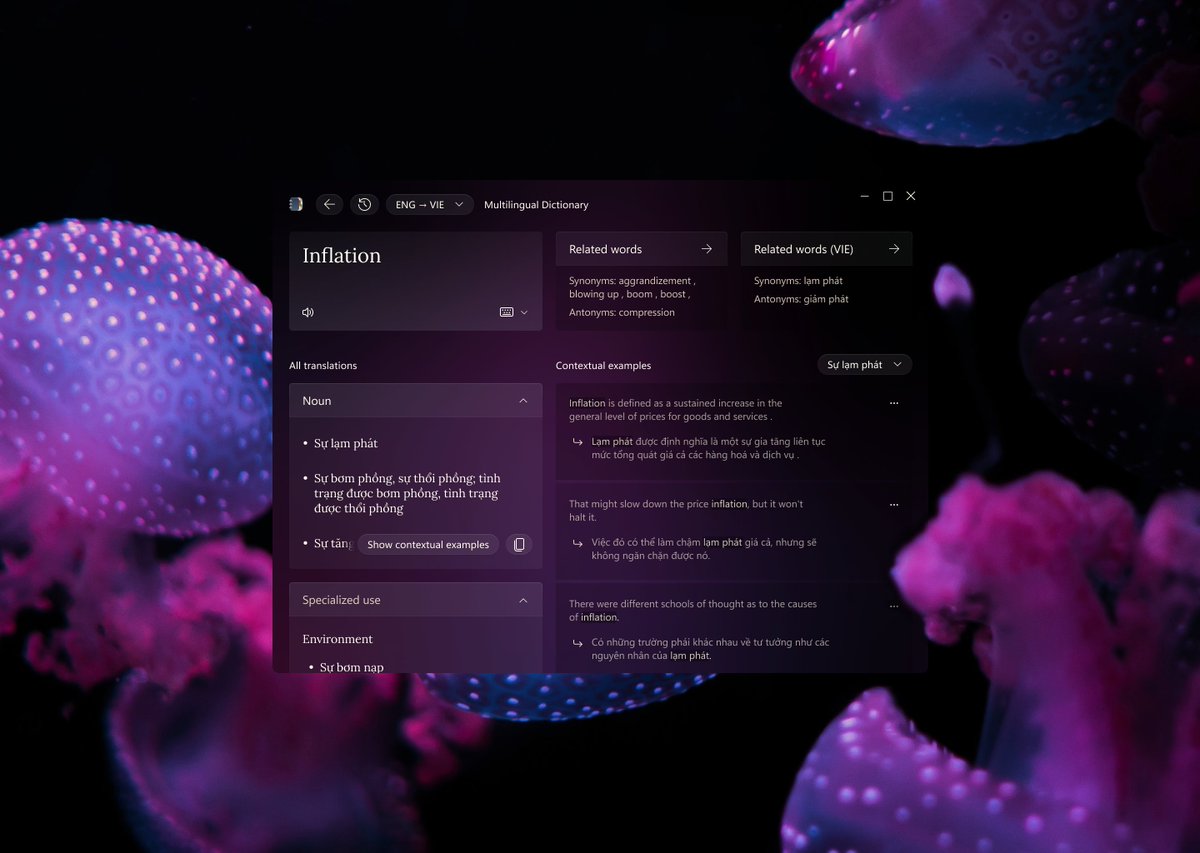 ENG → VIE
Multilingual Dictionary
Inflation
Related words
Synonyms: aggrandizement ,
blowing up , boom , boost ,
Antonyms: compression
Related words (VIE)
Synonyms: lạm phát
Antonyms: giảm phát
All translations
Noun
• Sự lạm phát
• Sự bơm phồng, sự thổi phồng; tình
trạng được bơm phồng, tình trạng
được thổi phồng
• Sự tăng
Show contextual examples
Specialized use
Environment
• Sự bơm nạp
Contextual examples
Sự lạm phát
Inflation is defined as a sustained increase in the
general level of prices for goods and services .
Lạm phát được định nghĩa là một sự gia tăng liên tục
mức tổng quát giá cả các hàng hoá và dịch vụ .
That might slow down the price inflation, but it won't
halt it.
Việc đó có thể làm chậm lạm phát giá cả, nhưng sẽ
không ngăn chặn được nó.
There were different schools of thought as to the causes
of inflation.
Có những trường phái khác nhau về tư tưởng như các
nguyên nhân của lạm phát.